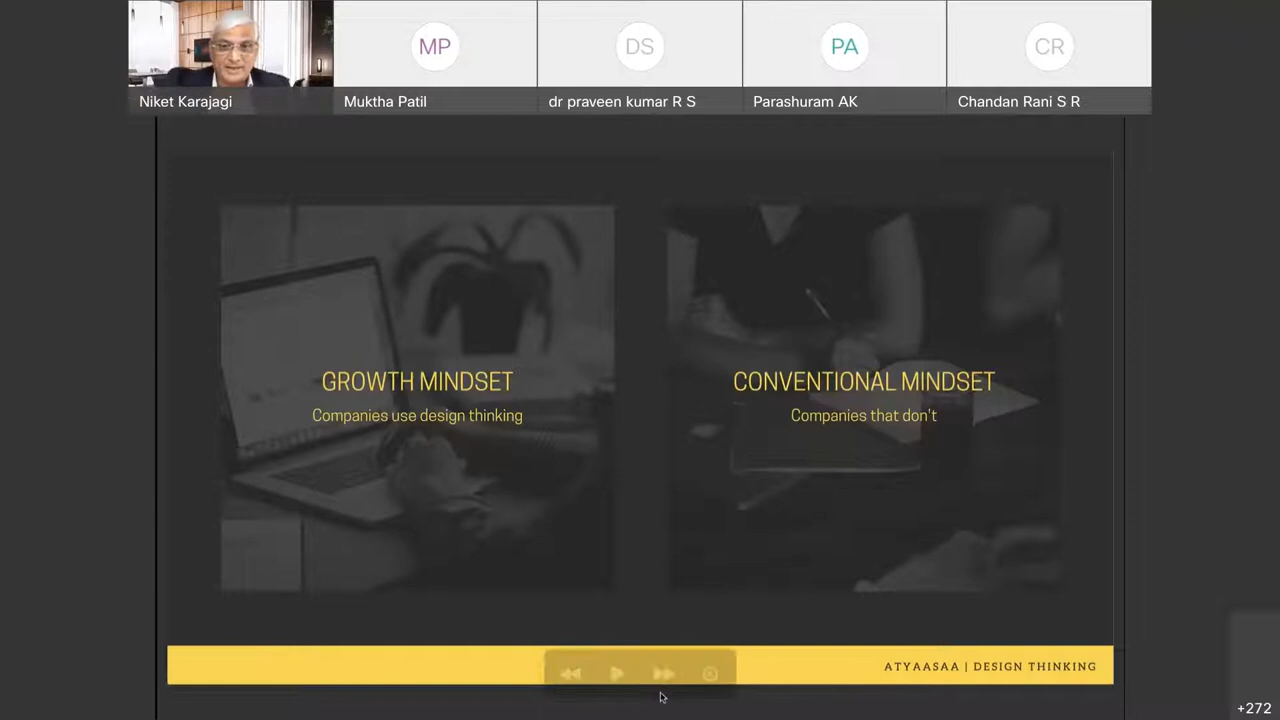 MP
DS
PA
CR
Niket Karajagi
Muktha Patil
dr praveen kumar R S
Parashuram AK
Chandan Rani S R
GROWTH MINDSET
Companies use design thinking
CONVENTIONAL MINDSET
Companies that don't
ATYAASAA | DESIGN THINKING
+272